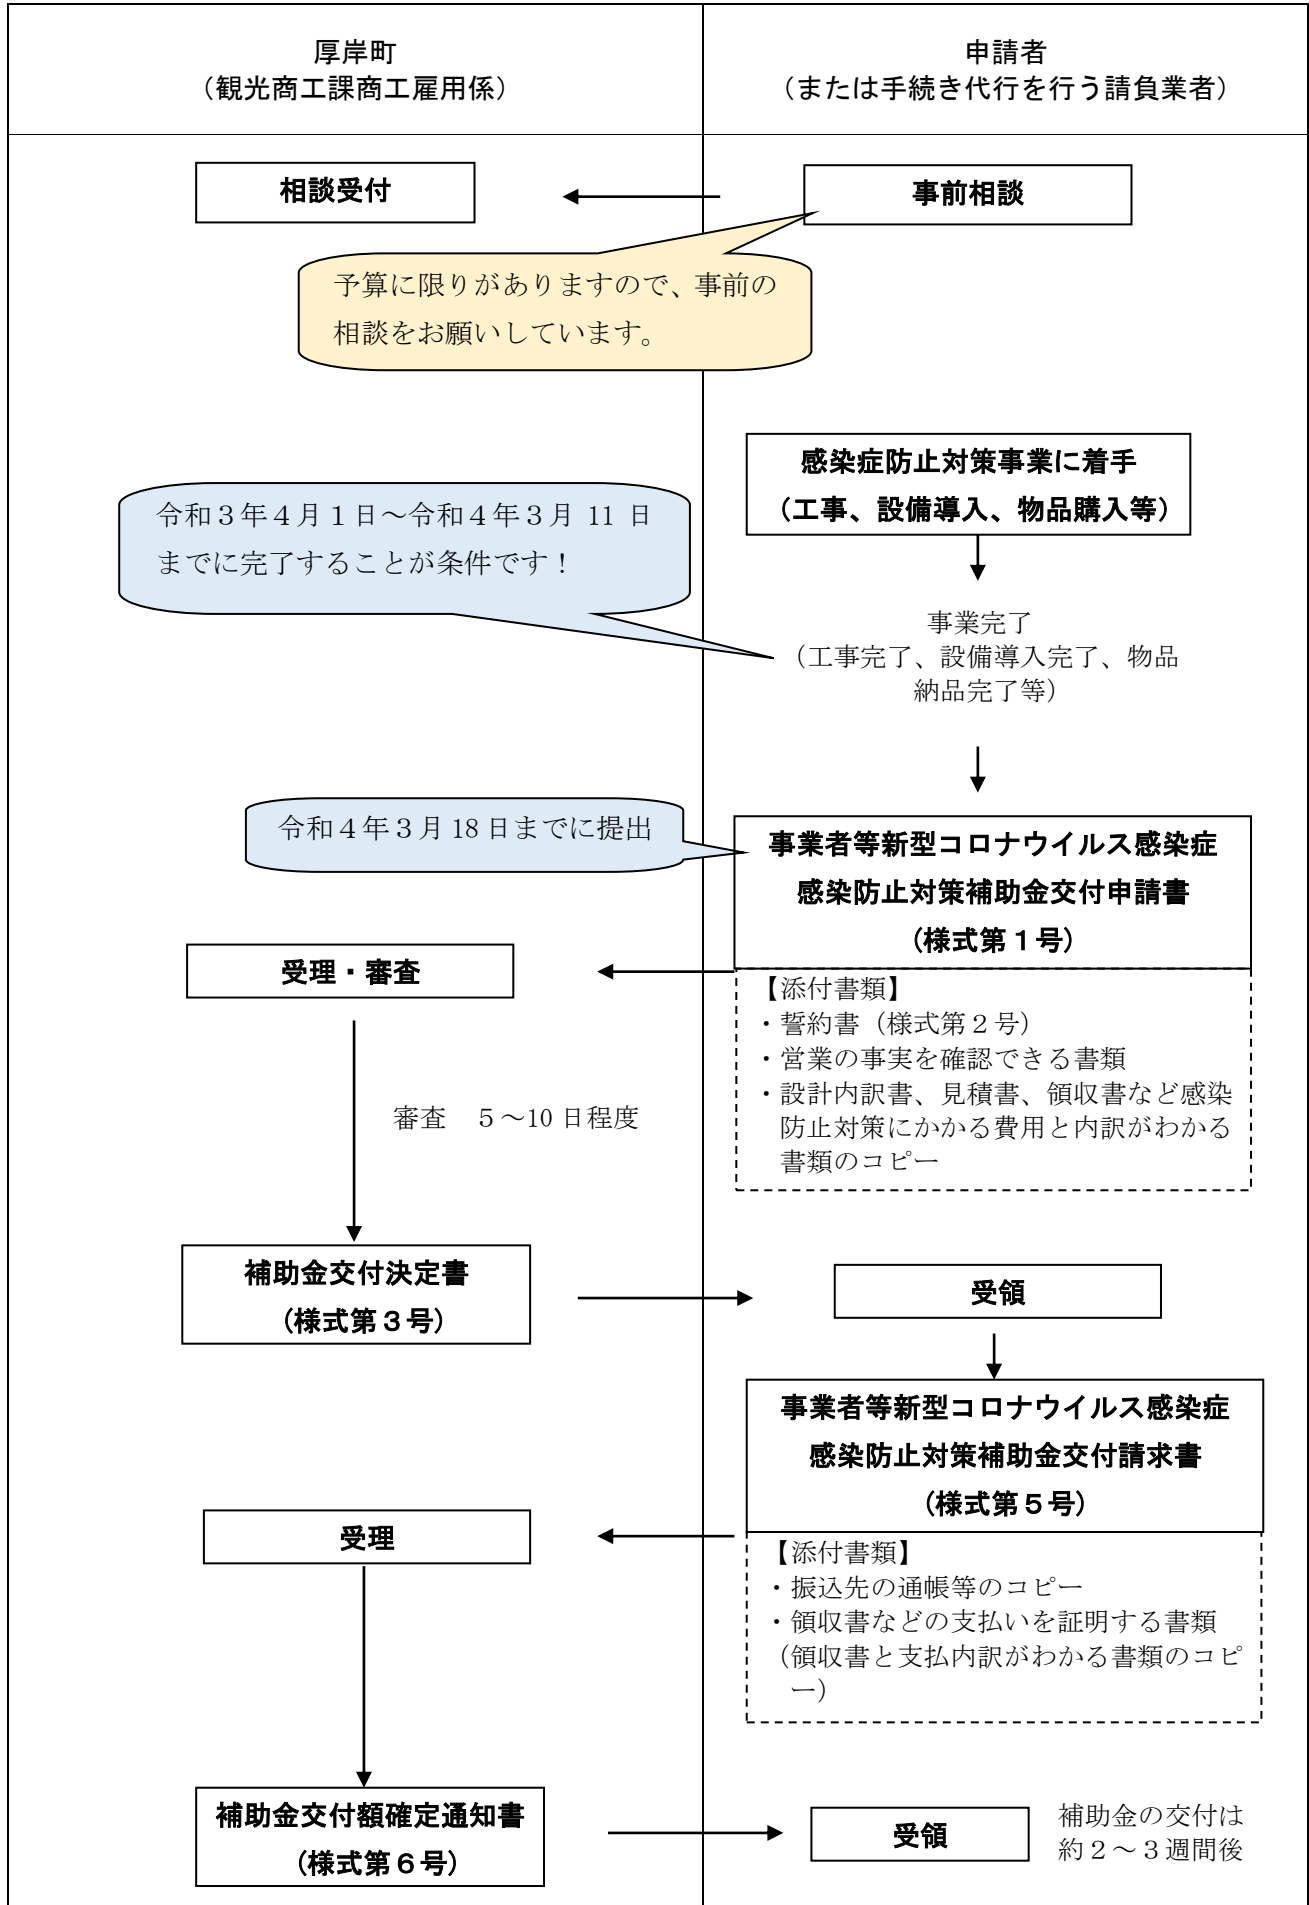 厚岸町
（観光商工課商工雇用係）
申請者
（または手続き代行を行う請負業者）
相談受付
事前相談
予算に限りがありますので、事前の
相談をお願いしています。
感染症防止対策事業に着手
（工事、設備導入、物品購入等）
令和３年４月１日～令和４年３月 11 日
までに完了することが条件です！
事業完了
（工事完了、設備導入完了、物品
納品完了等）
令和４年３月 18 日までに提出
事業者等新型コロナウイルス感染症
感染防止対策補助金交付申請書
（様式第１号）
受理・審査
【添付書類】
・誓約書（様式第２号）
・営業の事実を確認できる書類
・設計内訳書、見積書、領収書など感染
防止対策にかかる費用と内訳がわかる
書類のコピー
審査　５～10 日程度
補助金交付決定書
（様式第３号）
受領
事業者等新型コロナウイルス感染症
感染防止対策補助金交付請求書
（様式第５号）
受理
【添付書類】
・振込先の通帳等のコピー
・領収書などの支払いを証明する書類
（領収書と支払内訳がわかる書類のコピ
ー）
補助金交付額確定通知書
（様式第６号）
受領
補助金の交付は
約２～３週間後